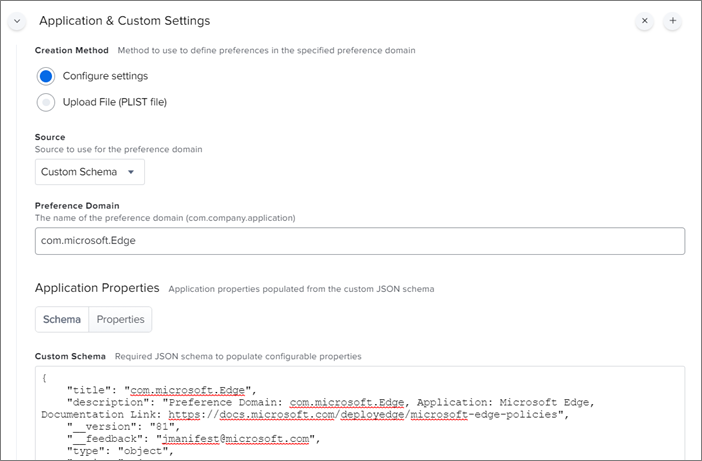 Application & Custom Settings
Creation Method Method to use to define preferences in the specified preference domain
Configure settings
Upload File (PLIST file)
Source
Source to use for the preference domain
Custom Schema
Preference Domain
The name of the preference domain (com.company.application)
com.microsoft.Edge
Application Properties Application properties populated from the custom JSON schema
Schema Properties
Custom Schema Required JSON schema to populate configurable properties
{
"title": "com.microsoft.Edge",
"description": "Preference Domain: com.microsoft.Edge, Application: Microsoft Edge,
Documentation Link: https://docs.microsoft.com/deployedge/microsoft-edge-policies",
"__version": "81",
"__feedback": "jmanifest@microsoft.com",
"type": "object",